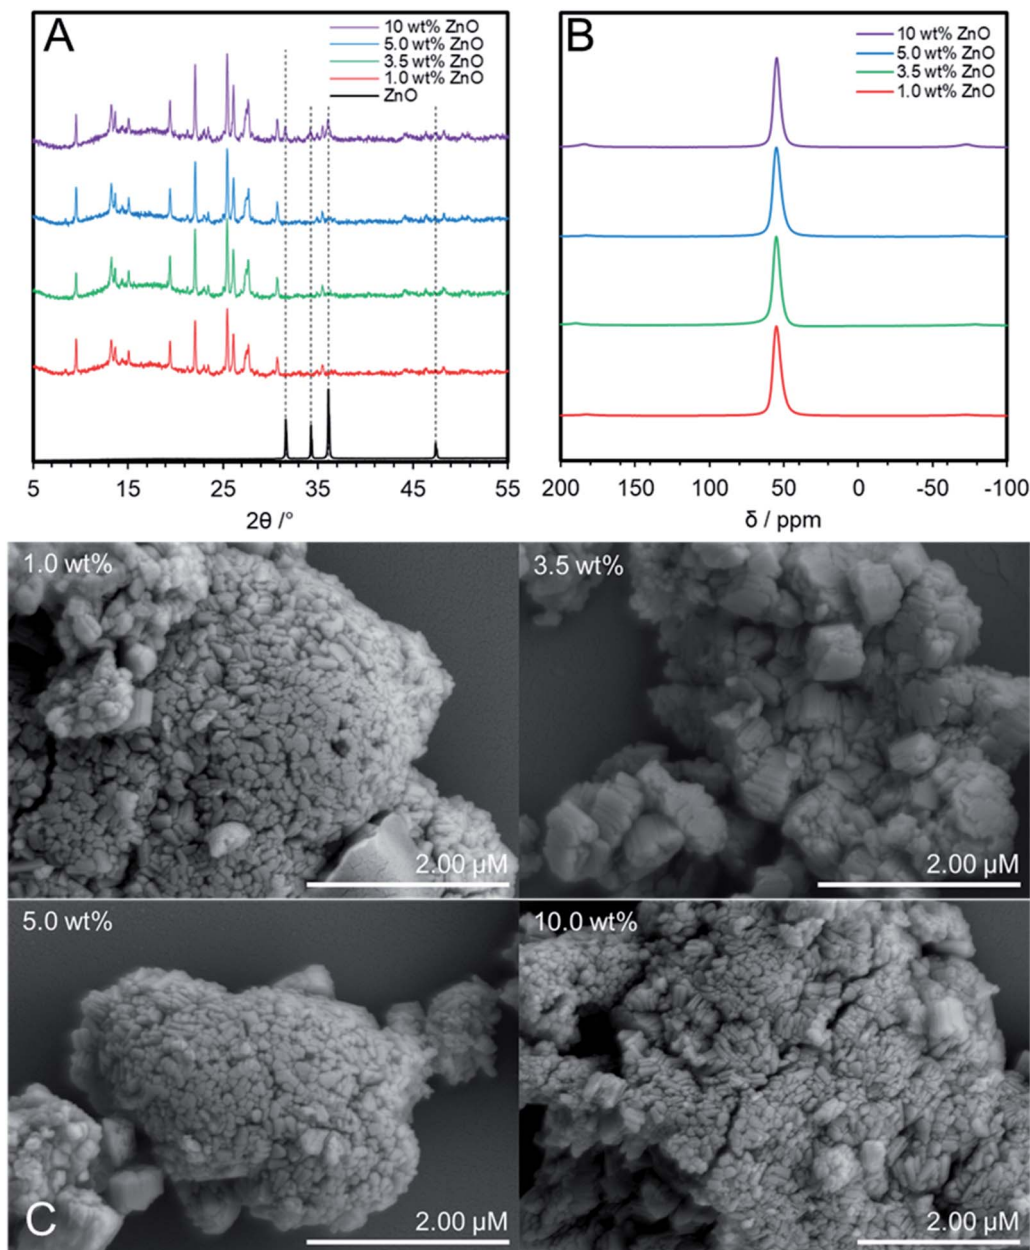 A
10 wt% ZnO
5.0 wt% ZnO
3.5 wt% ZnO
1.0 wt% ZnO
ZnO
5 15 25 35 45 55
2θ /°
B
10 wt% ZnO
5.0 wt% ZnO
3.5 wt% ZnO
1.0 wt% ZnO
200 150 100 50 0 -50 -100
δ / ppm
1.0 wt%
2.00 µM
3.5 wt%
2.00 µM
5.0 wt%
2.00 µM
C
10.0 wt%
2.00 µM